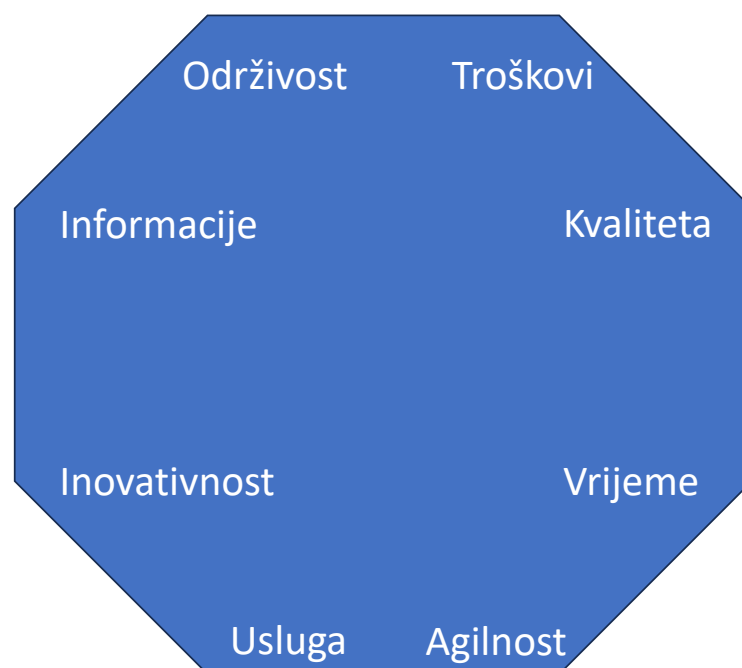 Održivost Troškovi
Informacije Kvaliteta
Inovativnost Vrijeme
Usluga Agilnost